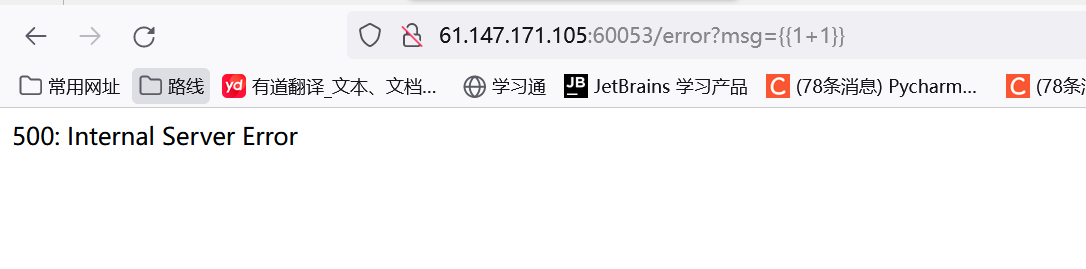 61.147.171.105:60053/error?msg={{1+1}}
常用网址 路线 yd 有道翻译_文本、文档... 学习通 JB JetBrains 学习产品 C (78条消息) Pycharm... C (78条
500: Internal Server Error